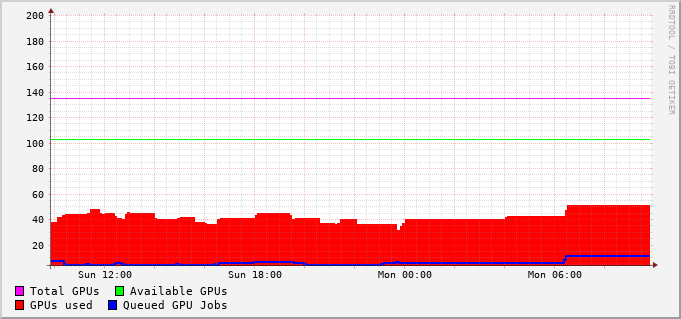 200
180
160
140
120
100
80
60
40
20
Sun 12:00 Sun 18:00 Mon 00:00 Mon 06:00
Total GPUs Available GPUs
GPUs used Queued GPU Jobs
RRDTOOL / TOBI OETIKER